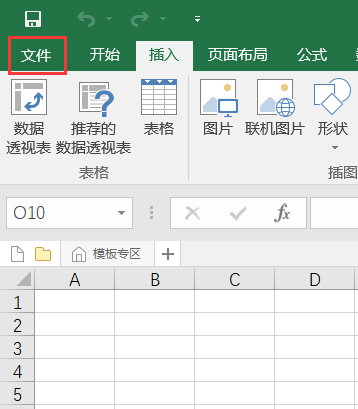 文件 开始 插入 页面布局 公式
数据
透视表
推荐的
数据透视表
表格
图片
联机图片
形状
表格
插图
O10
fx
模板专区
A B C D
1
2
3
4
5